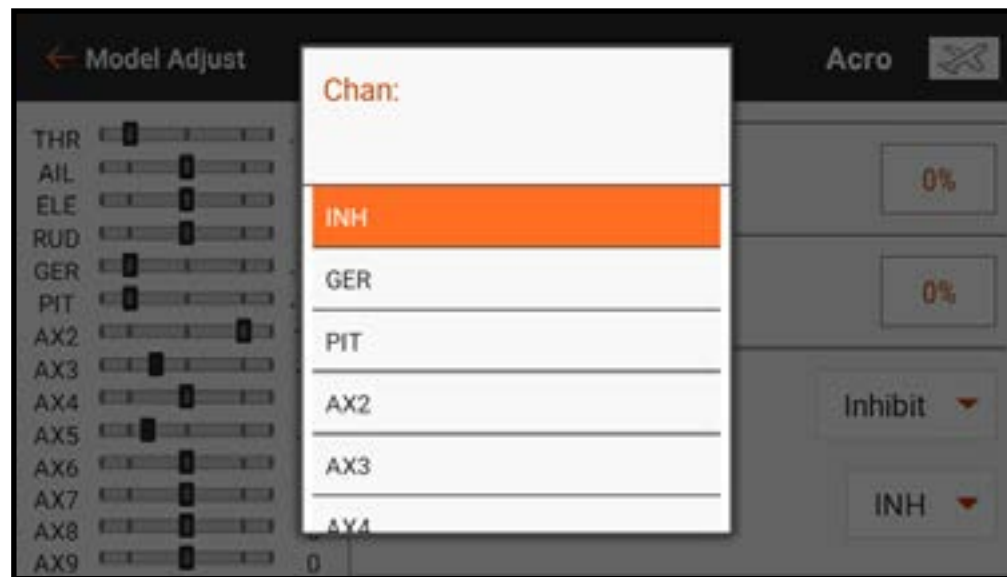 Model Adjust
Acro
Chan:
INH
GER
PIT
AX2
AX3
AX4
THR
AIL
ELE
RUD
GER
PIT
AX2
AX3
AX4
AX5
AX6
AX7
AX8
AX9
0
0%
0%
Inhibit
INH